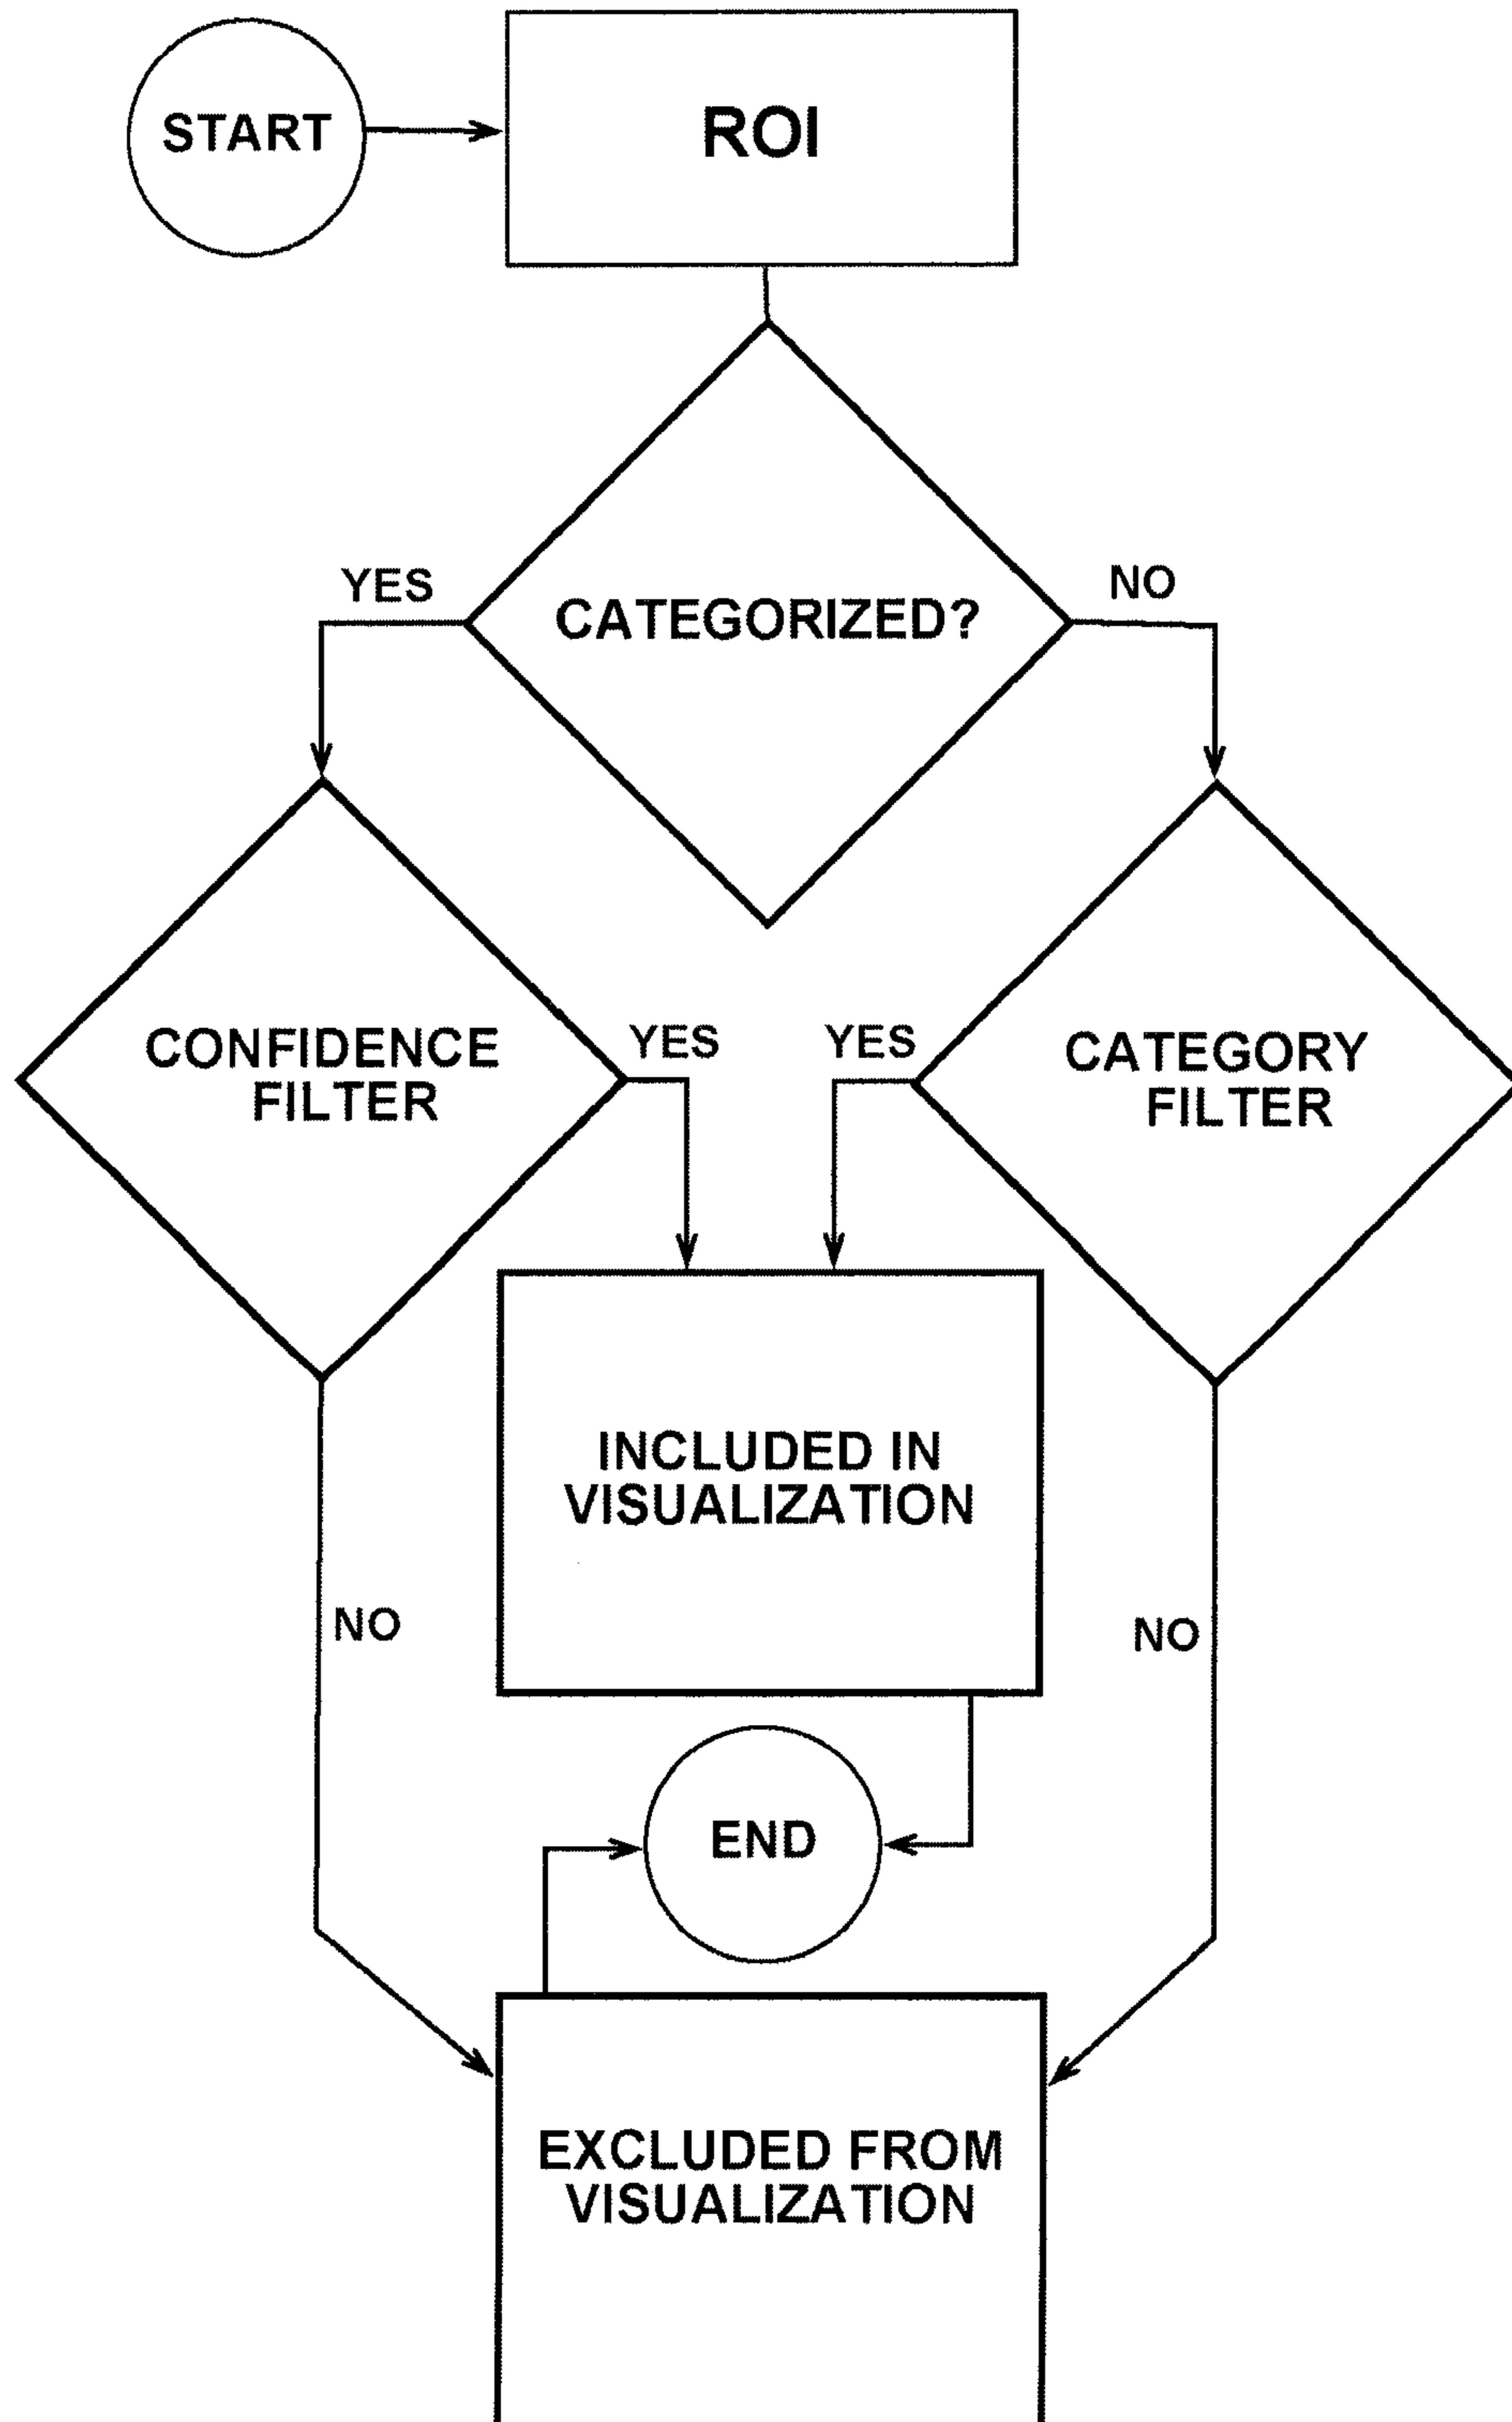 START
ROI
CATEGORIZED?
YES
NO
CONFIDENCE
FILTER
YES
YES
CATEGORY
FILTER
INCLUDED IN
VISUALIZATION
NO
NO
END
EXCLUDED FROM
VISUALIZATION